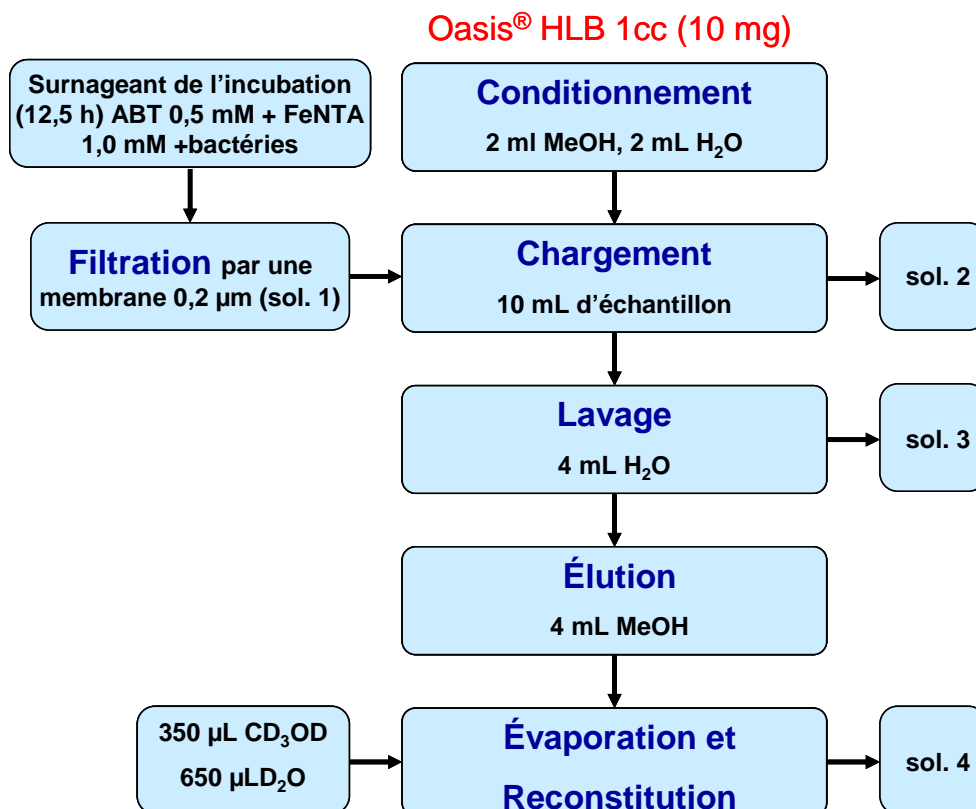 Oasis® HLB 1cc (10 mg)
Surnageant de l'incubation
(12,5 h) ABT 0,5 mM + FeNTA
1,0 mM +bactéries
Conditionnement
2 ml MeOH, 2 mL H₂O
Filtration par une
membrane 0,2 µm (sol. 1)
Chargement
10 mL d'échantillon
sol. 2
Lavage
4 mL H₂O
sol. 3
Élution
4 mL MeOH
350 µL CD₃OD
650 µLD₂O
Évaporation et
Reconstitution
sol. 4